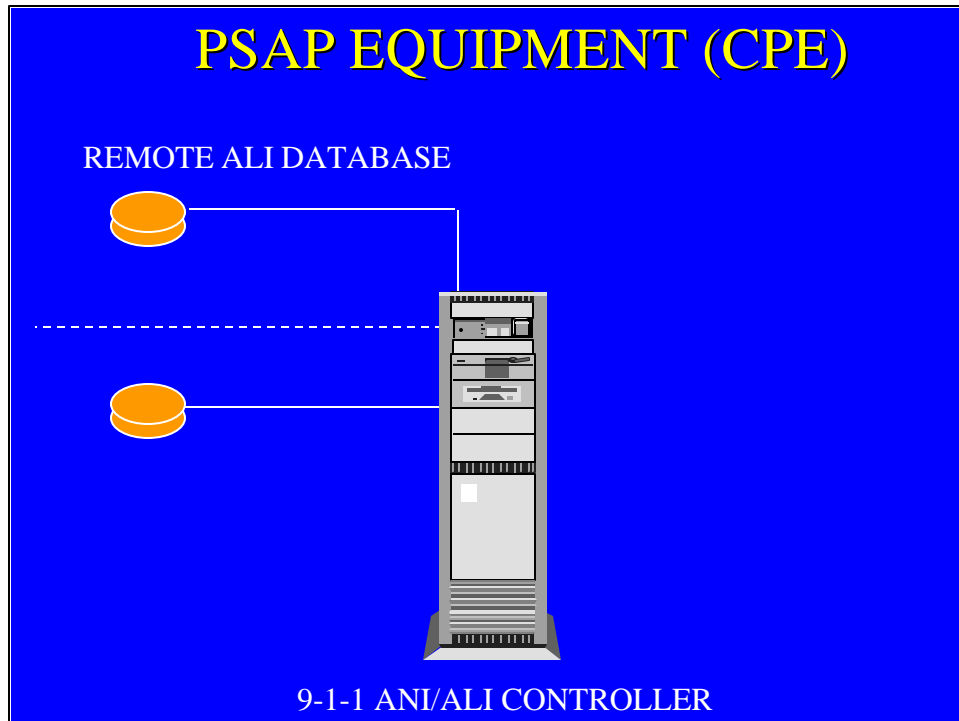 PSAP EQUIPMENT (CPE)
REMOTE ALI DATABASE
9-1-1 ANI/ALI CONTROLLER